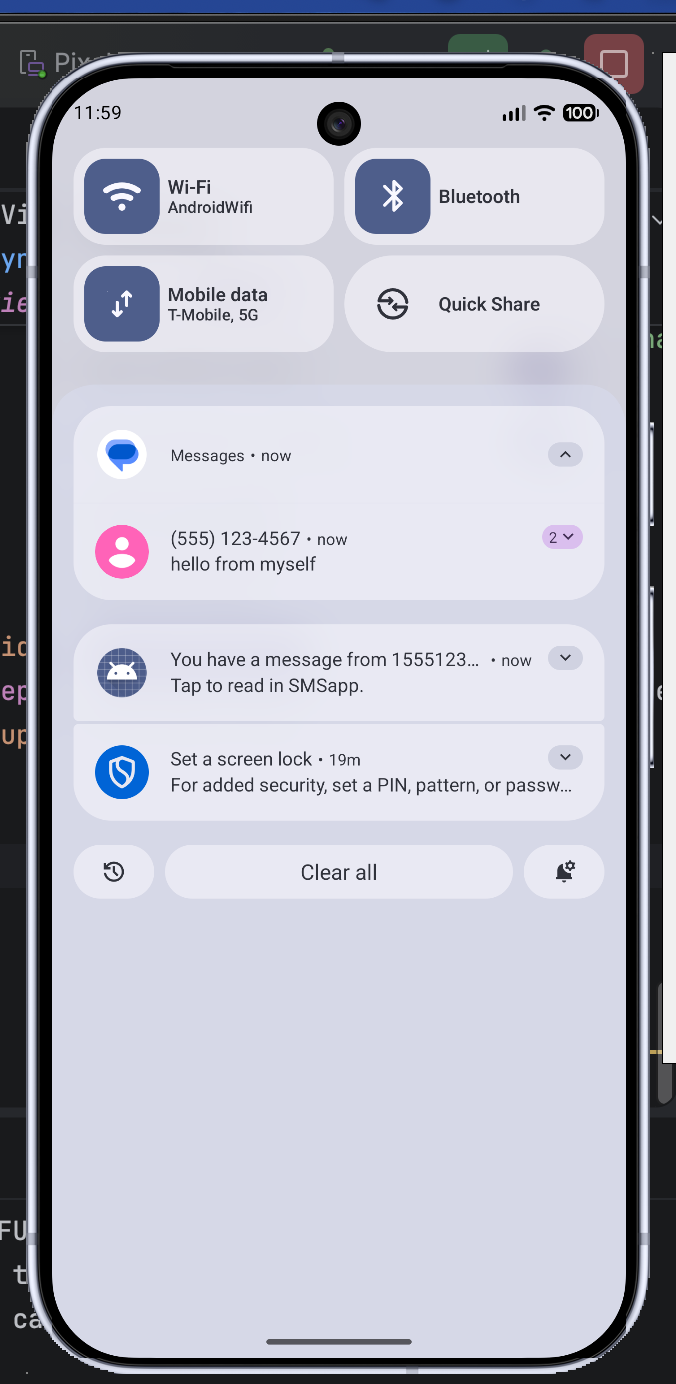 11:59
100
Wi-Fi
AndroidWifi
Bluetooth
Mobile data
T-Mobile, 5G
Quick Share
Messages • now
(555) 123-4567 • now
2
hello from myself
You have a message from 1555123… • now
Tap to read in SMSapp.
Set a screen lock • 19m
For added security, set a PIN, pattern, or passw…
Clear all